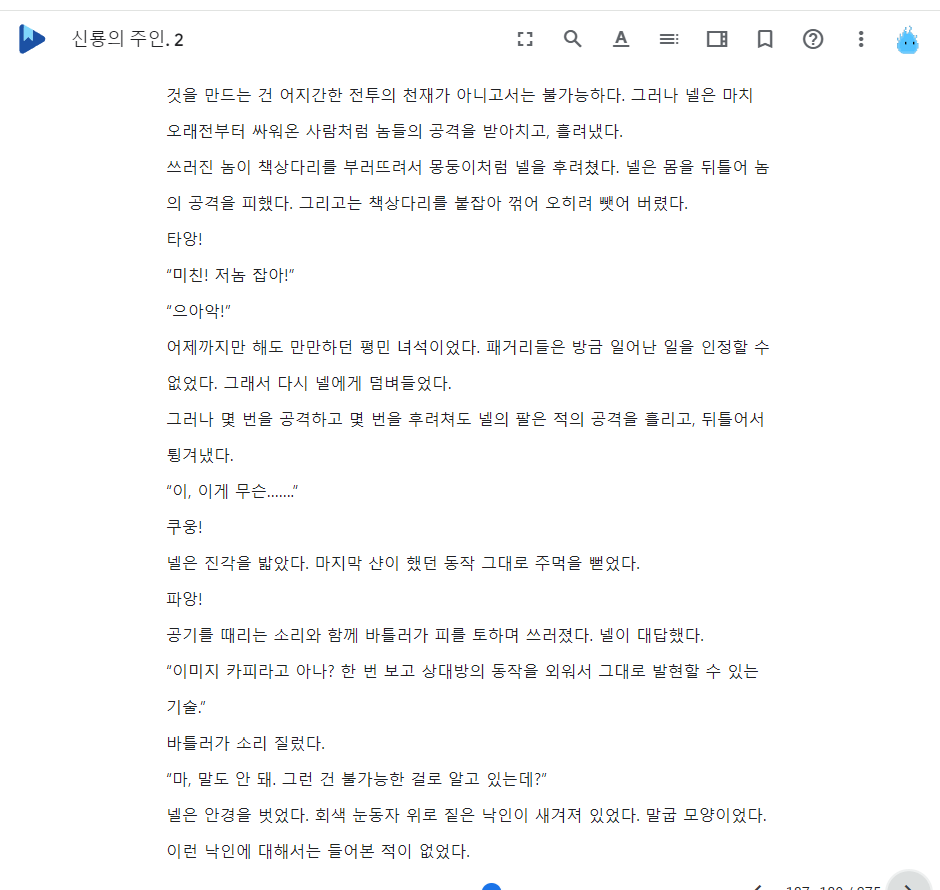 신룡의 주인. 2
것을 만드는 건 어지간한 전투의 천재가 아니고서는 불가능하다. 그러나 넬은 마치
오래전부터 싸워온 사람처럼 놈들의 공격을 받아치고, 흘려냈다.
쓰러진 놈이 책상다리를 부러뜨려서 몽둥이처럼 넬을 후려쳤다. 넬은 몸을 뒤틀어 놈
의 공격을 피했다. 그리고는 책상다리를 붙잡아 꺾어 오히려 뺏어 버렸다.
타앙!
“미친! 저놈 잡아!”
“으아악!”
어제까지만 해도 만만하던 평민 녀석이었다. 패거리들은 방금 일어난 일을 인정할 수
없었다. 그래서 다시 넬에게 덤벼들었다.
그러나 몇 번을 공격하고 몇 번을 후려쳐도 넬의 팔은 적의 공격을 흘리고, 뒤틀어서
튕겨냈다.
“이, 이게 무슨.......”
쿠웅!
넬은 진각을 밟았다. 마지막 샨이 했던 동작 그대로 주먹을 뻗었다.
파앙!
공기를 때리는 소리와 함께 바틀러가 피를 토하며 쓰러졌다. 넬이 대답했다.
“이미지 카피라고 아나? 한 번 보고 상대방의 동작을 외워서 그대로 발현할 수 있는
기술.”
바틀러가 소리 질렀다.
“마, 말도 안 돼. 그런 건 불가능한 걸로 알고 있는데?”
넬은 안경을 벗었다. 회색 눈동자 위로 짙은 낙인이 새겨져 있었다. 말굽 모양이었다.
이런 낙인에 대해서는 들어본 적이 없었다.